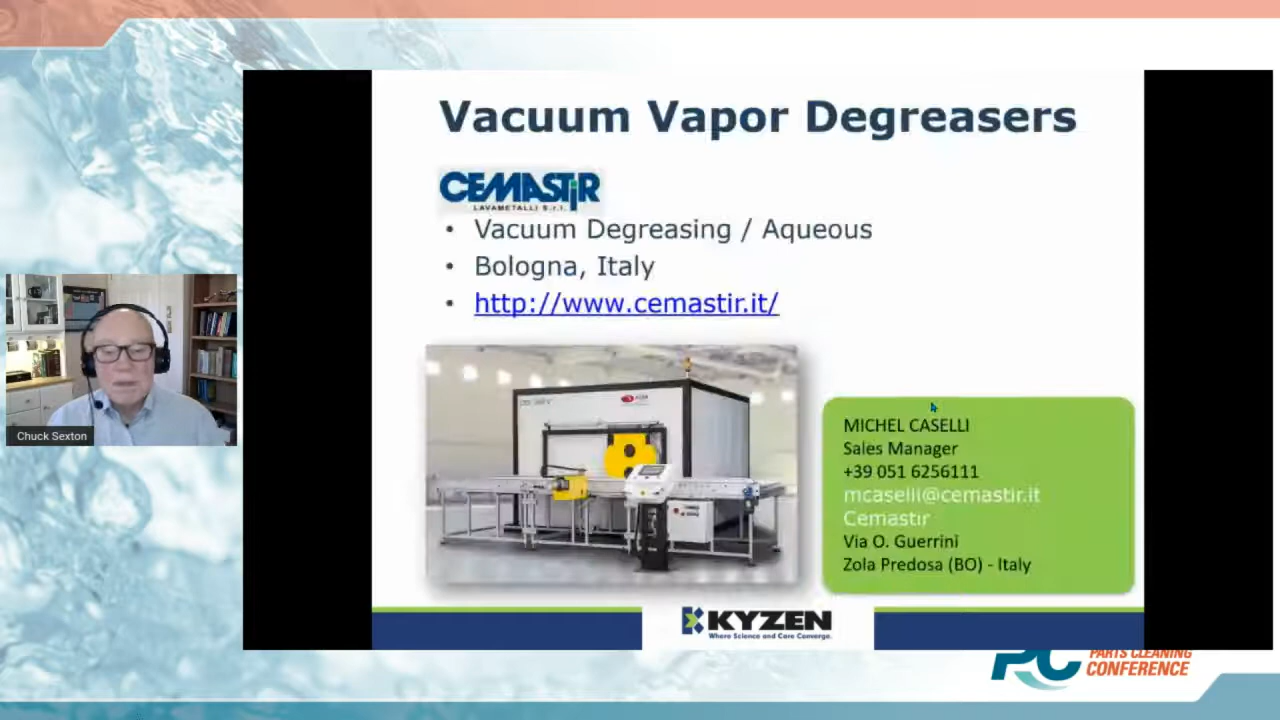 Vacuum Vapor Degreasers
CEMASTIR
LAVAMETALLI S.r.l.
• Vacuum Degreasing / Aqueous
• Bologna, Italy
• http://www.cemastir.it/
Chuck Sexton
MICHEL CASELLI
Sales Manager
+39 051 6256111
mcaselli@cemastir.it
Cemastir
Via O. Guerrini
Zola Predosa (BO) - Italy
KYZEN
Where Science and Care Converge.
PC
PARTS CLEANING
CONFERENCE